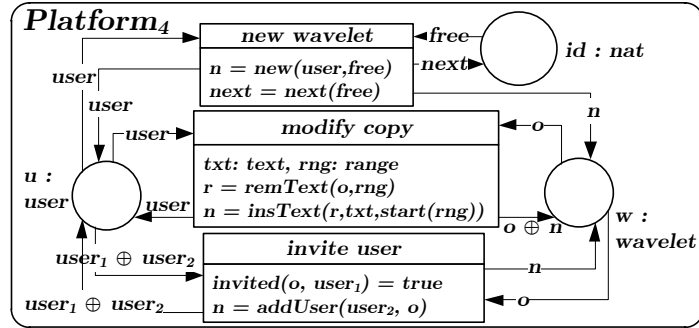 Platform₄
new wavelet
n = new(user,free)
next = next(free)
free
next
id : nat
user
user
n
modify copy
txt: text, rng: range
r = remText(o,rng)
n = insText(r,txt,start(rng))
user
user
o
o ⊕ n
u :
user
w :
wavelet
invite user
invited(o, user₁) = true
n = addUser(user₂, o)
user₁ ⊕ user₂
user₁ ⊕ user₂
n
o